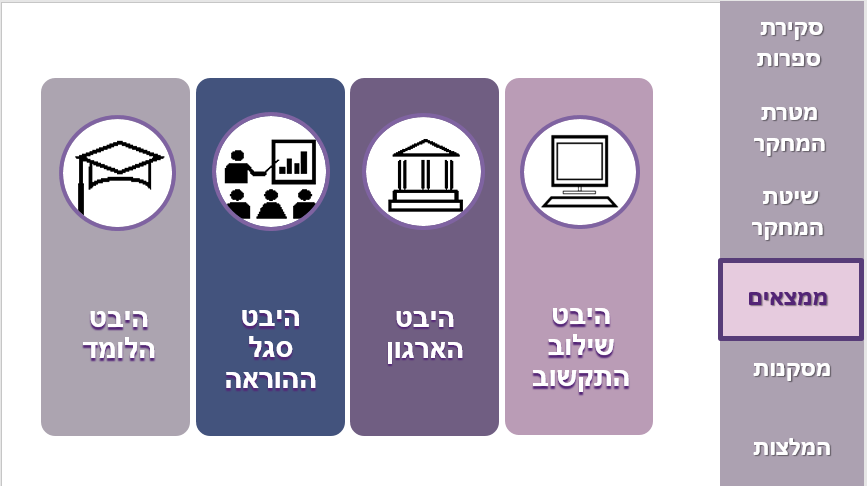 סקירת
ספרות
מטרת
המחקר
שיטת
המחקר
ממצאים
מסקנות
המלצות
היבט
שילוב
התקשוב
היבט
הארגון
היבט
סגל
ההוראה
היבט
הלומד